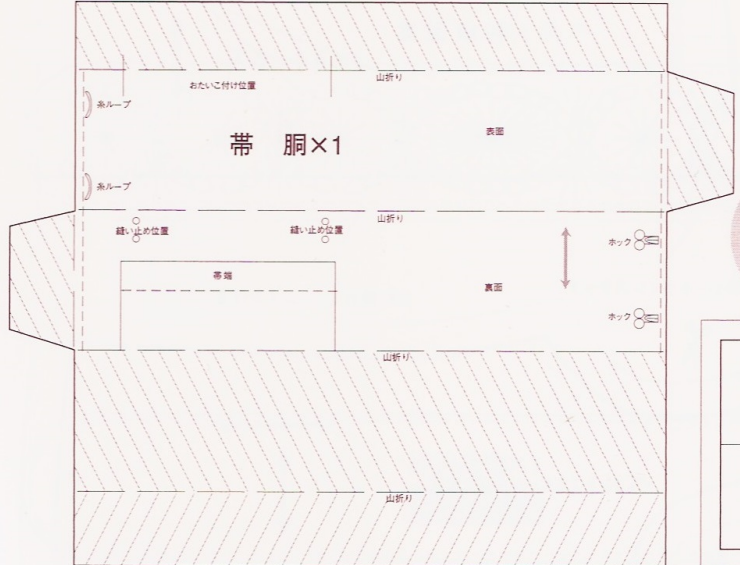 おたいこ付け位置
山折り
糸ループ
帯 胴×1
表面
糸ループ
山折り
縫い止め位置
縫い止め位置
ホック
帯端
裏面
ホック
山折り
山折り